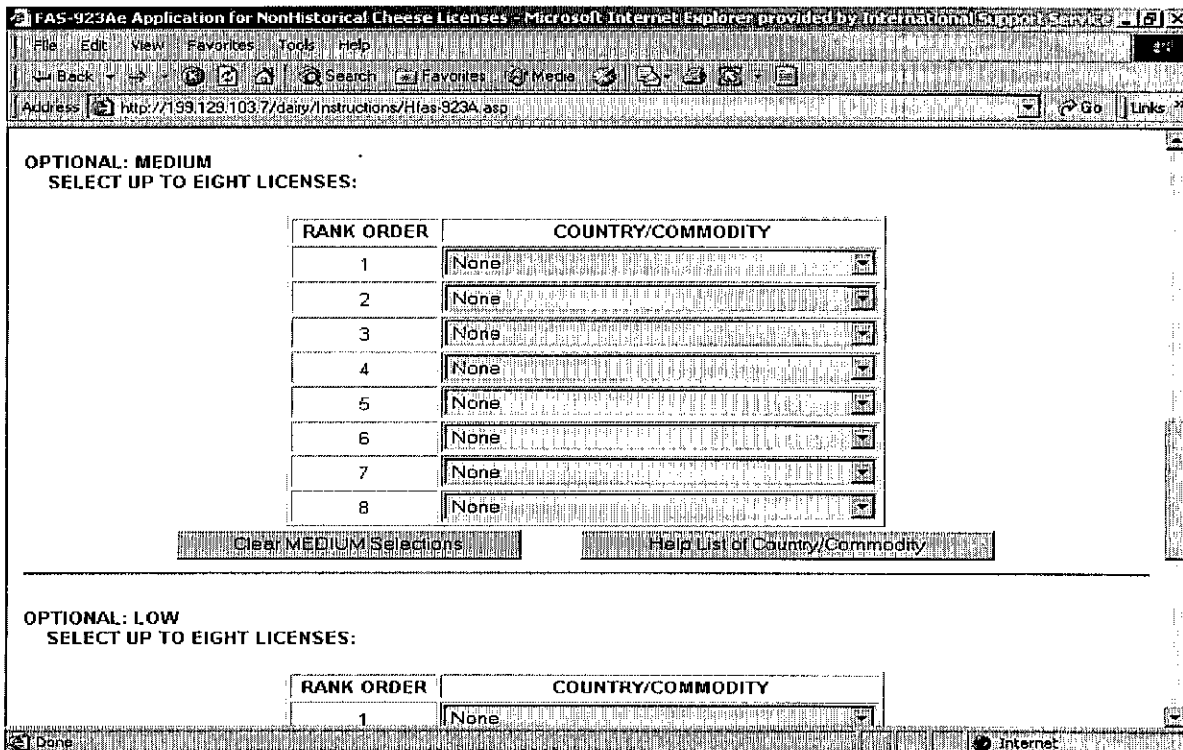 FAS-923Ae Application for NonHistorical Cheese Licenses - Microsoft Internet Explorer provided by International Support Service
File Edit View Favorites Tools Help
Back Search Favorites Media
Address http://159.128.103.7/dairy/Instructions/Hfas-923A.asp Go Links »
OPTIONAL: MEDIUM
SELECT UP TO EIGHT LICENSES:
RANK ORDER COUNTRY/COMMODITY
1 None
2 None
3 None
4 None
5 None
6 None
7 None
8 None
Clear MEDIUM Selections Help List of Country/Commodity
OPTIONAL: LOW
SELECT UP TO EIGHT LICENSES:
RANK ORDER COUNTRY/COMMODITY
1 None
Done Internet